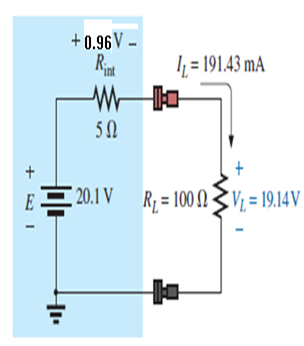 + 0.96 V –
R_int
I_L = 191.43 mA
5 Ω
+
E
20.1 V
–
R_L = 100 Ω
+
V_L = 19.14 V
–